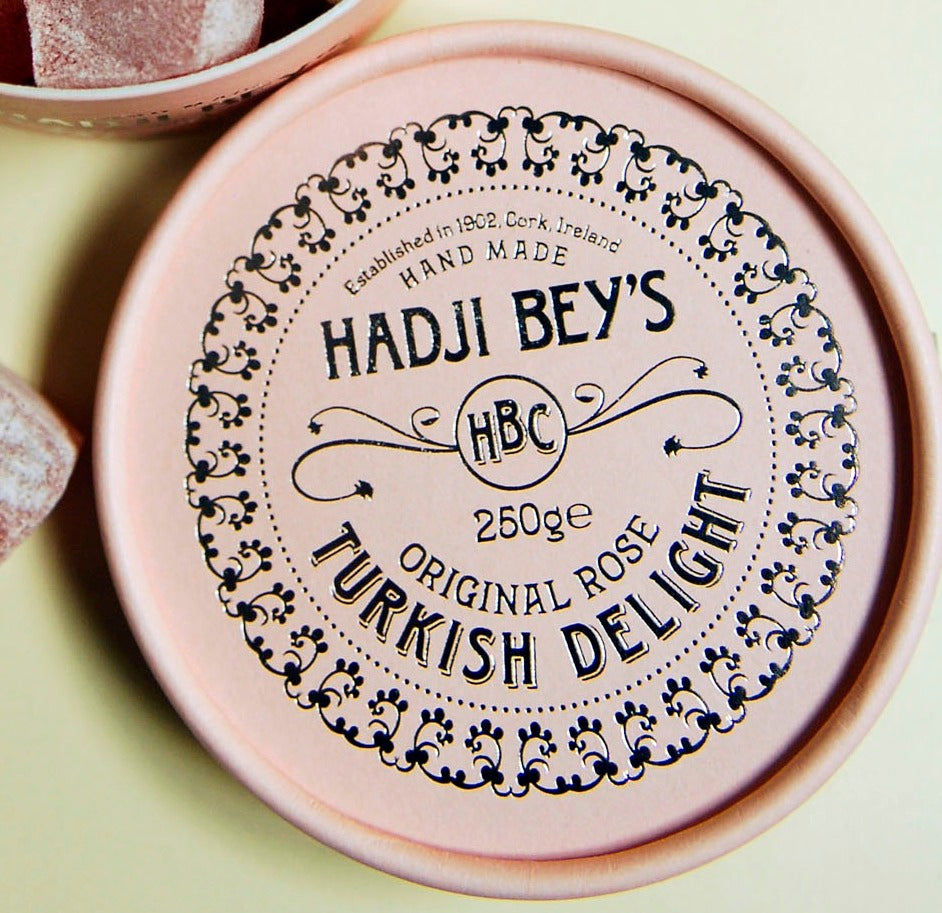 Established in 1902, Cork, Ireland
HAND MADE
HADJI BEY'S
HBC
250ge
ORIGINAL ROSE
TURKISH DELIGHT